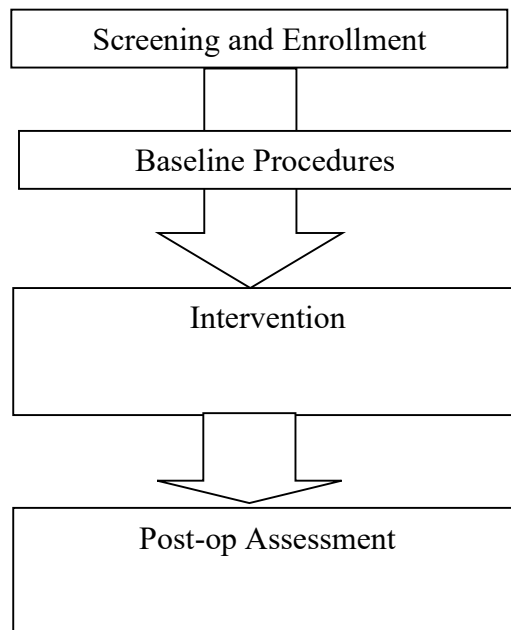 Screening and Enrollment
Baseline Procedures
Intervention
Post-op Assessment